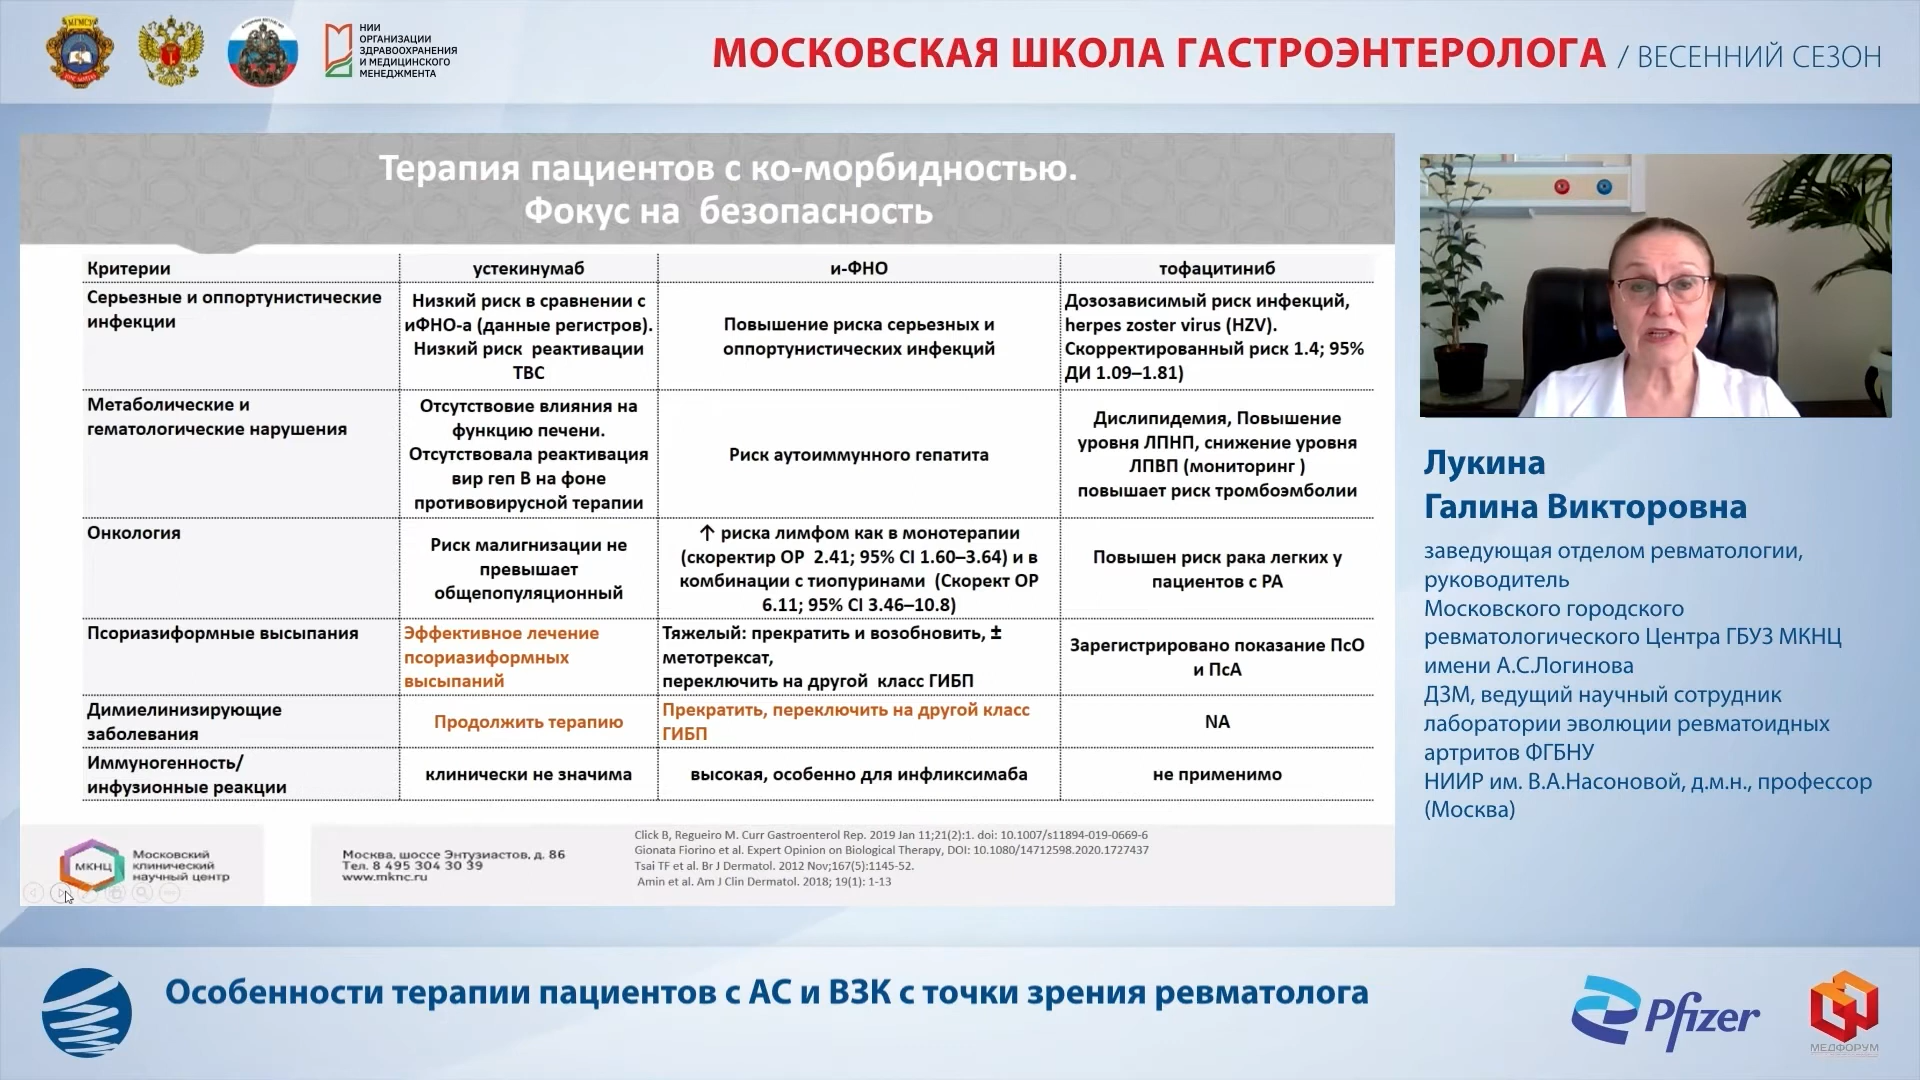 НИИ
ОРГАНИЗАЦИИ
ЗДРАВООХРАНЕНИЯ
И МЕДИЦИНСКОГО
МЕНЕДЖМЕНТА
МОСКОВСКАЯ ШКОЛА ГАСТРОЭНТЕРОЛОГА / ВЕСЕННИЙ СЕЗОН
Терапия пациентов с ко-морбидностью.
Фокус на безопасность
Критерии
устекинумаб
и-ФНО
тофацитиниб
Серьезные и оппортунистические
инфекции
Низкий риск в сравнении с
иФНО-а (данные регистров).
Низкий риск реактивации
ТВС
Повышение риска серьезных и
оппортунистических инфекций
Дозозависимый риск инфекций,
herpes zoster virus (HZV).
Скорректированный риск 1.4; 95%
ДИ 1.09–1.81)
Метаболические и
гематологические нарушения
Отсутствовие влияния на
функцию печени.
Отсутствовала реактивация
вир геп В на фоне
противовирусной терапии
Риск аутоиммунного гепатита
Дислипидемия, Повышение
уровня ЛПНП, снижение уровня
ЛПВП (мониторинг )
повышает риск тромбоэмболии
Онкология
Риск малигнизации не
превышает
общепопуляционный
↑ риска лимфом как в монотерапии
(скоректир ОР 2.41; 95% CI 1.60–3.64) и в
комбинации с тиопуринами (Скорект ОР
6.11; 95% CI 3.46–10.8)
Повышен риск рака легких у
пациентов с РА
Псориазиформные высыпания
Эффективное лечение
псориазиформных
высыпаний
Тяжелый: прекратить и возобновить, ±
метотрексат,
переключить на другой класс ГИБП
Зарегистрировано показание ПсО
и ПсА
Димиелинизирующие
заболевания
Продолжить терапию
Прекратить, переключить на другой класс
ГИБП
NA
Иммуногенность/
инфузионные реакции
клинически не значима
высокая, особенно для инфликсимаба
не применимо
МКНЦ
Московский
клинический
научный центр
Москва, шоссе Энтузиастов, д. 86
Тел. 8 495 304 30 39
www.mknc.ru
Click B, Regueiro M. Curr Gastroenterol Rep. 2019 Jan 11;21(2):1. doi: 10.1007/s11894-019-0669-6
Gionata Fiorino et al. Expert Opinion on Biological Therapy, DOI: 10.1080/14712598.2020.1727437
Tsai TF et al. Br J Dermatol. 2012 Nov;167(5):1145-52.
Amin et al. Am J Clin Dermatol. 2018; 19(1): 1-13
Лукина
Галина Викторовна
заведующая отделом ревматологии,
руководитель
Московского городского
ревматологического Центра ГБУЗ МКНЦ
имени А.С.Логинова
ДЗМ, ведущий научный сотрудник
лаборатории эволюции ревматоидных
артритов ФГБНУ
НИИР им. В.А.Насоновой, д.м.н., профессор
(Москва)
Особенности терапии пациентов с АС и ВЗК с точки зрения ревматолога
Pfizer
МЕДФОРУМ